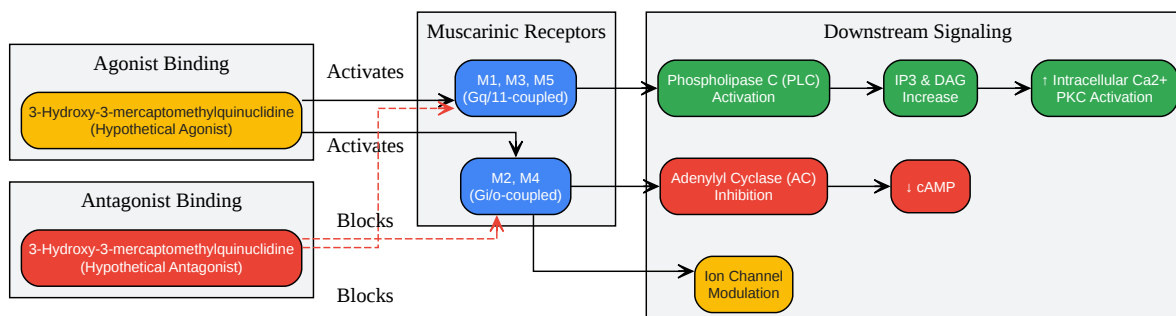 Agonist Binding
3-Hydroxy-3-mercaptomethylquinuclidine
(Hypothetical Agonist)
Antagonist Binding
3-Hydroxy-3-mercaptomethylquinuclidine
(Hypothetical Antagonist)
Activates
Activates
Blocks
Blocks
Muscarinic Receptors
M1, M3, M5
(Gq/11-coupled)
M2, M4
(Gi/o-coupled)
Downstream Signaling
Phospholipase C (PLC)
Activation
IP3 & DAG
Increase
↑ Intracellular Ca2+
PKC Activation
Adenylyl Cyclase (AC)
Inhibition
↓ cAMP
Ion Channel
Modulation